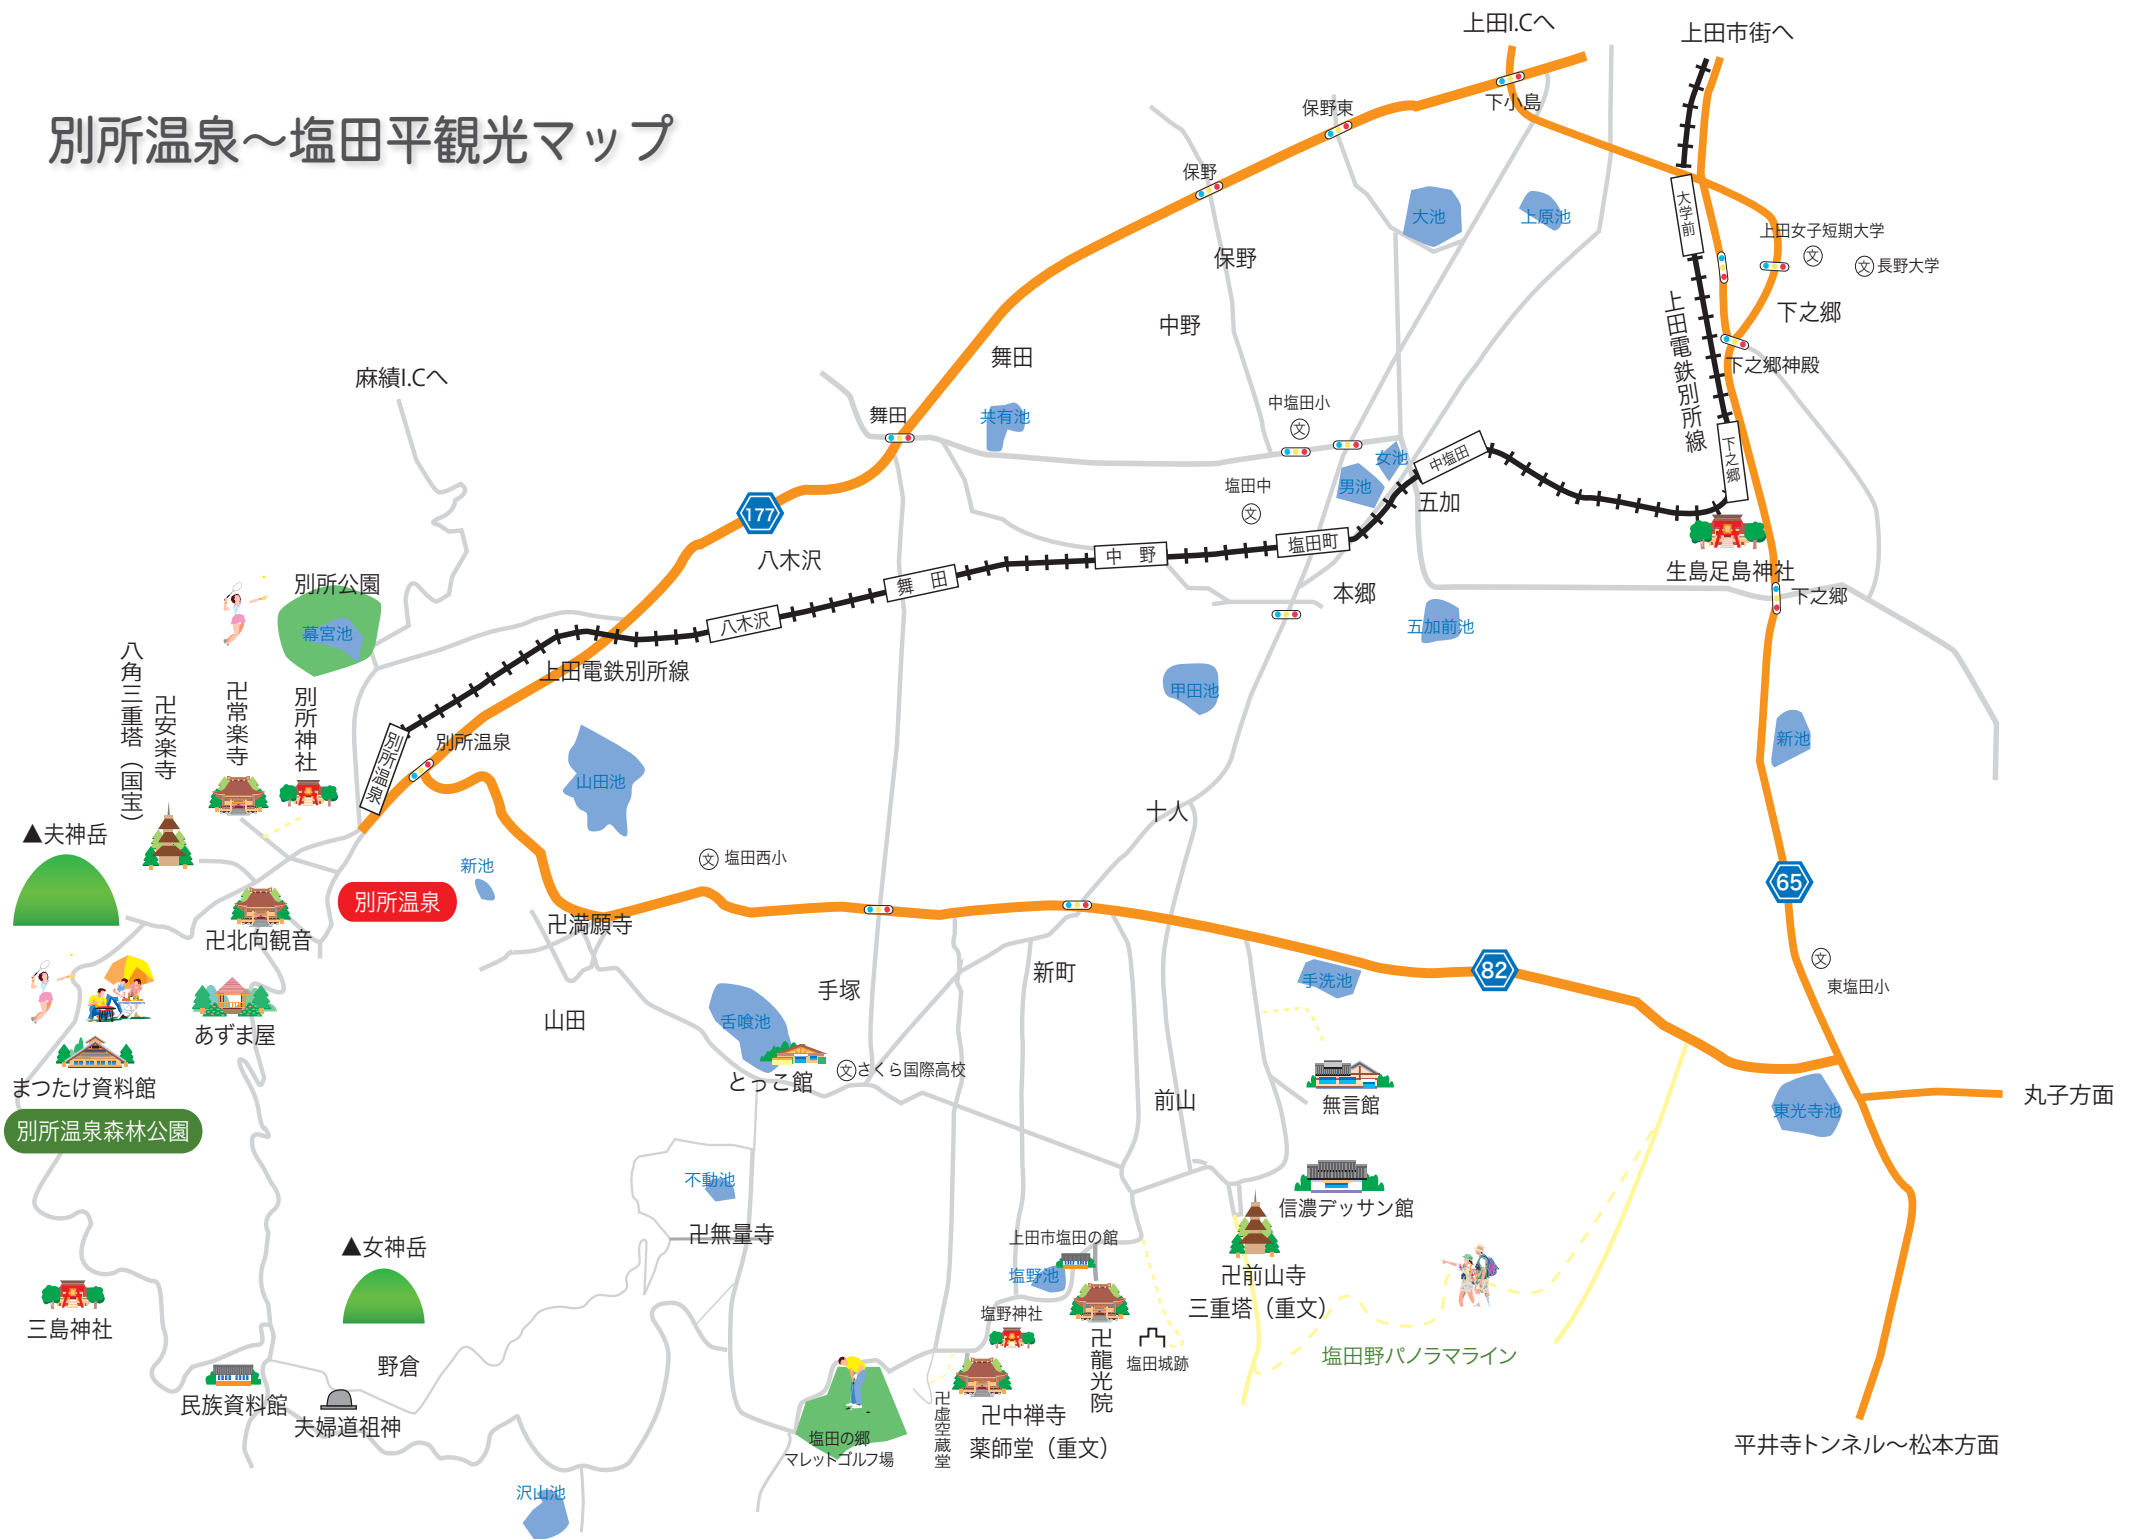 別所温泉～塩田平観光マップ
上田I.Cへ
上田市街へ
下小島
保野東
保野
大池
上原池
大学前
上田女子短期大学
文
文
長野大学
保野
中野
下之郷
上田電鉄別所線
舞田
下之郷神殿
麻績I.Cへ
舞田
共有池
中塩田小
文
下之郷
女池
中塩田
塩田中
文
男池
五加
177
八木沢
中 野
塩田町
生島足島神社
下之郷
舞 田
本郷
別所公園
幕宮池
八木沢
五加前池
上田電鉄別所線
甲田池
八角三重塔（国宝）
卍安楽寺
卍常楽寺
別所神社
別所温泉
別所温泉
新池
山田池
十人
▲夫神岳
新池
文
塩田西小
65
別所温泉
卍満願寺
卍北向観音
新町
手洗池
82
文
東塩田小
手塚
山田
舌喰池
あずま屋
まつたけ資料館
とっこ館
文
さくら国際高校
無言館
前山
東光寺池
丸子方面
別所温泉森林公園
不動池
信濃デッサン館
卍無量寺
上田市塩田の館
▲女神岳
塩野池
卍前山寺
三重塔（重文）
三島神社
塩野神社
卍龍光院
塩田城跡
塩田野パノラマライン
野倉
民族資料館
夫婦道祖神
卍中禅寺
薬師堂（重文）
卍虚空蔵堂
塩田の郷
マレットゴルフ場
平井寺トンネル～松本方面
沢山池